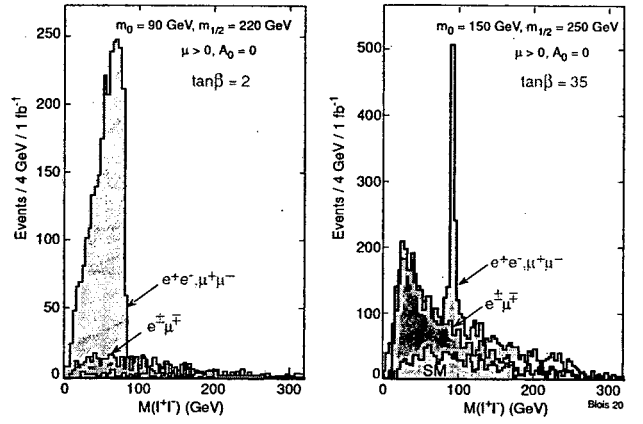 m₀ = 90 GeV, m₁/₂ = 220 GeV
μ > 0, A₀ = 0
tanβ = 2
Events / 4 GeV / 1 fb⁻¹
250
200
150
100
50
0
e⁺e⁻,μ⁺μ⁻
e±μ∓
0
100
200
300
M(l⁺l⁻) (GeV)
m₀ = 150 GeV, m₁/₂ = 250 GeV
μ > 0, A₀ = 0
tanβ = 35
Events / 4 GeV / 1 fb⁻¹
500
400
300
200
100
0
e⁺e⁻,μ⁺μ⁻
e±μ∓
SM
0
100
200
300
M(l⁺l⁻) (GeV)
Blois 20